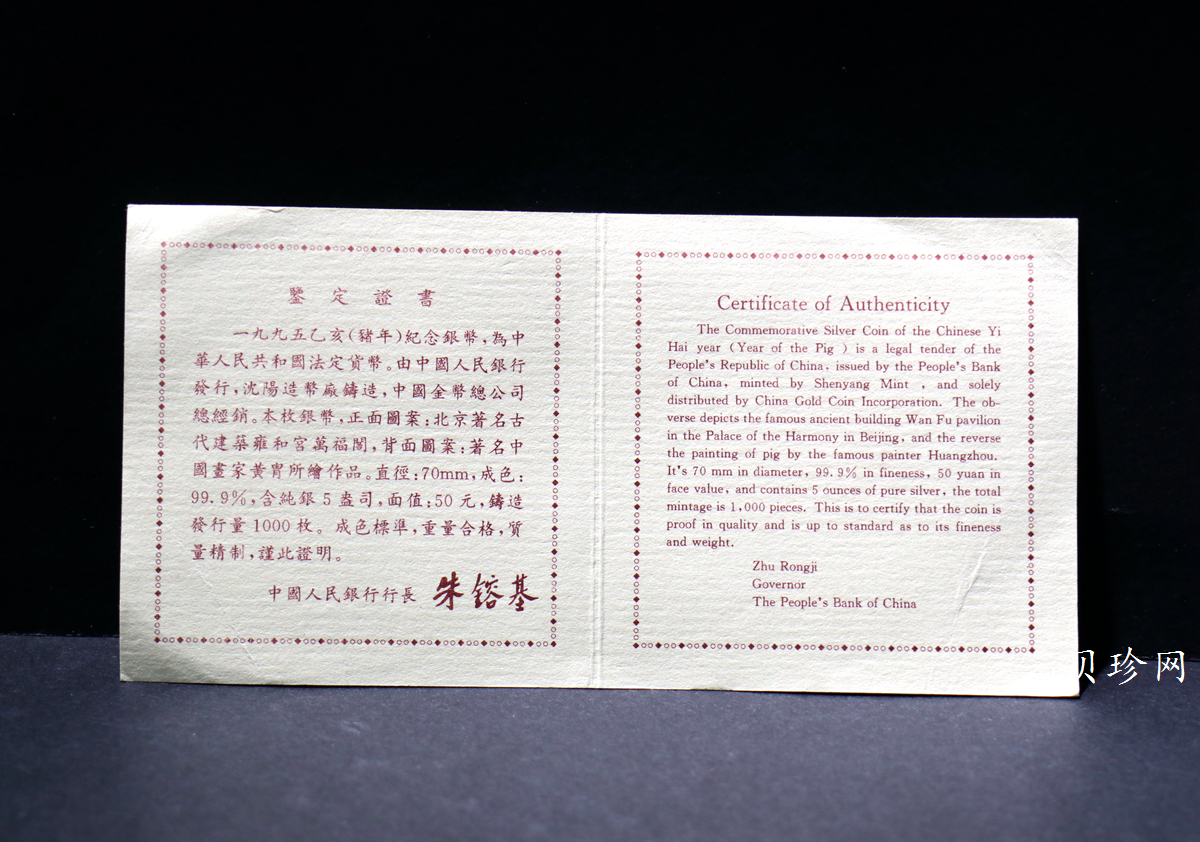 鑒定證書
一九九五乙亥(豬年)紀念銀幣,為中
華人民共和國法定貨幣。由中國人民銀行
發行,沈陽造幣廠鑄造,中國金幣總公司
總經銷。本枚銀幣,正面圖案:北京著名古
代建築雍和宮萬福閣,背面圖案:著名中
國畫家黃胄所繪作品。直徑:70mm,成色:
99.9%,含純銀5盎司,面值:50元,鑄造
發行量1000枚。成色標準,重量合格,質
量精制,謹此證明。
中國人民銀行行長 朱鎔基
Certificate of Authenticity
The Commemorative Silver Coin of the Chinese Yi
Hai year (Year of the Pig ) is a legal tender of the
People's Republic of China, issued by the People's Bank
of China, minted by Shenyang Mint , and solely
distributed by China Gold Coin Incorporation. The ob-
verse depicts the famous ancient building Wan Fu pavilion
in the Palace of the Harmony in Beijing, and the reverse
the painting of pig by the famous painter Huangzhou.
It's 70 mm in diameter, 99.9% in fineness, 50 yuan in
face value, and contains 5 ounces of pure silver, the total
mintage is 1,000 pieces. This is to certify that the coin is
proof in quality and is up to standard as to its fineness
and weight.
Zhu Rongji
Governor
The People's Bank of China
珍网